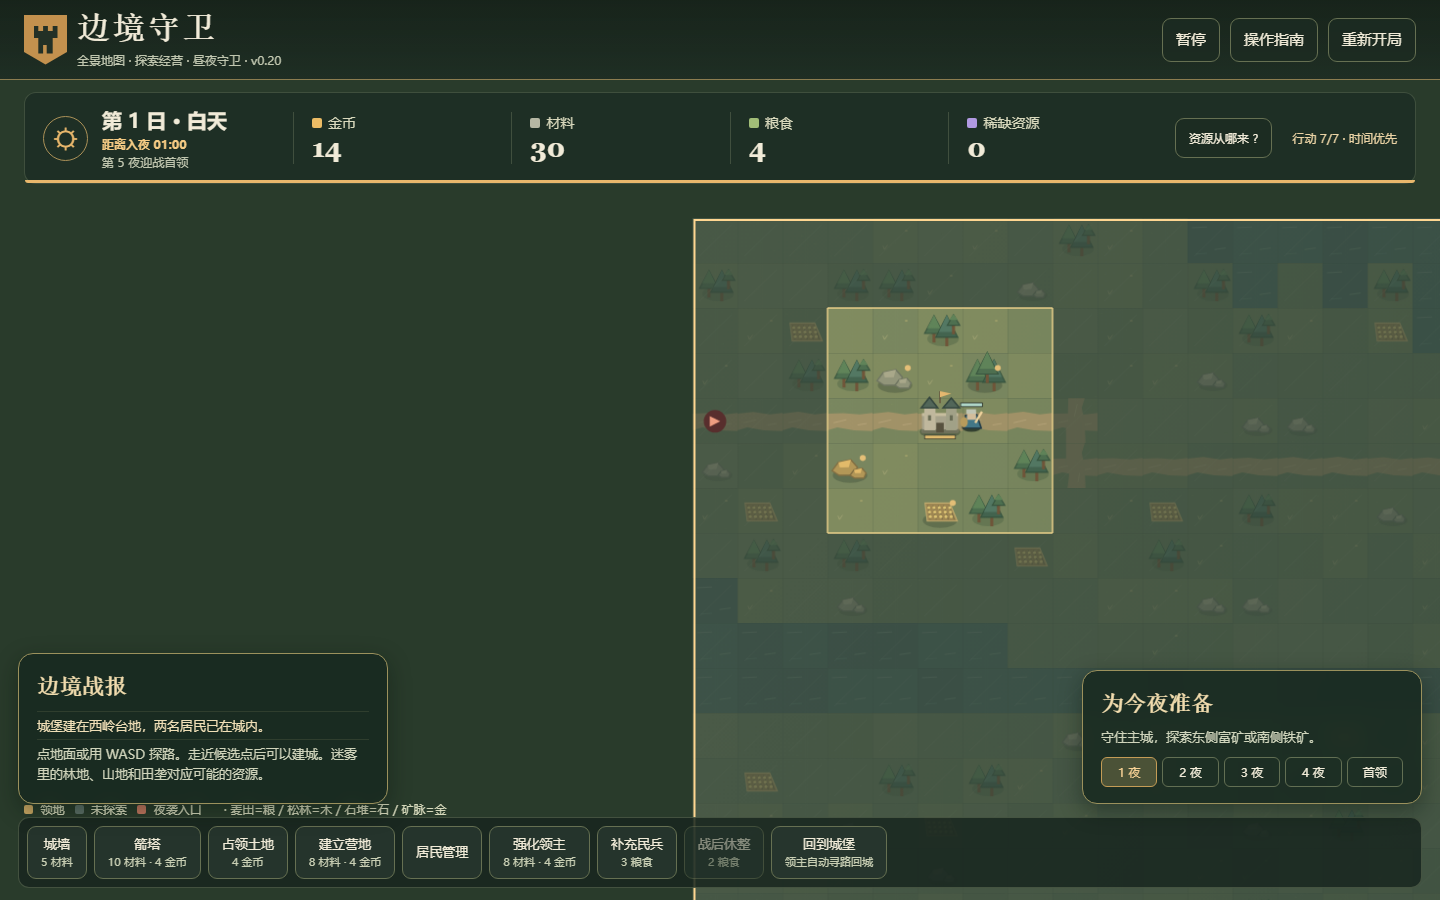 边境守卫
全景地图 · 探索经营 · 昼夜守卫 · v0.20
暂停
操作指南
重新开局
第 1 日 · 白天
距离入夜 01:00
第 5 夜迎战首领
金币
14
材料
30
粮食
4
稀缺资源
0
资源从哪来？
行动 7/7 · 时间优先
边境战报
城堡建在西岭台地，两名居民已在城内。
点地面或用 WASD 探路。走近候选点后可以建城。迷雾
里的林地、山地和田垄对应可能的资源。
为今夜准备
守住主城，探索东侧富矿或南侧铁矿。
1 夜
2 夜
3 夜
4 夜
首领
领地 未探索 夜袭入口 · 麦田=粮 / 松林=木 / 石堆=石 / 矿脉=金
城墙
5 材料
箭塔
10 材料 · 4 金币
占领土地
4 金币
建立营地
8 材料 · 4 金币
居民管理
强化领主
8 材料 · 4 金币
补充民兵
3 粮食
战后休整
2 粮食
回到城堡
领主自动寻路回城